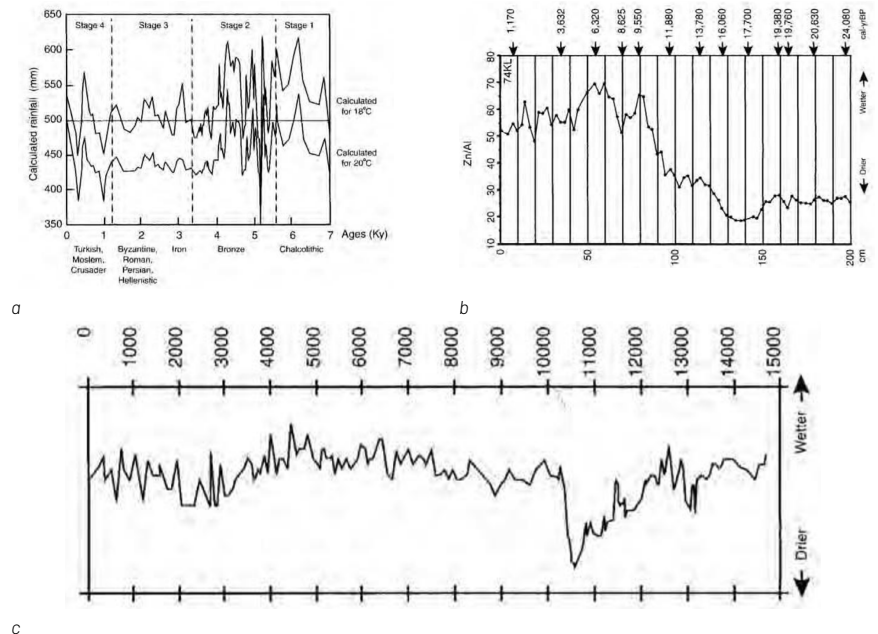 Calculated rainfall (mm)
650
600
550
500
450
400
350
Stage 4
Stage 3
Stage 2
Stage 1
Calculated
for 18°C
Calculated
for 20°C
0 1 2 3 4 5 6 7
Ages (Ky)
Turkish,
Moslem,
Crusader
Byzantine,
Roman,
Persian,
Hellenistic
Iron
Bronze
Chalcolithic
a
1,170
3,632
6,320
8,625
9,550
11,880
13,780
16,060
17,700
19,380
19,760
20,630
24,080
cal-yrBP
Zn/Al
80
70
60
50
40
30
20
10
74KL
Wetter
Drier
0 50 100 150 200
cm
b
0 1000 2000 3000 4000 5000 6000 7000 8000 9000 10000 11000 12000 13000 14000 15000
Wetter
Drier
c